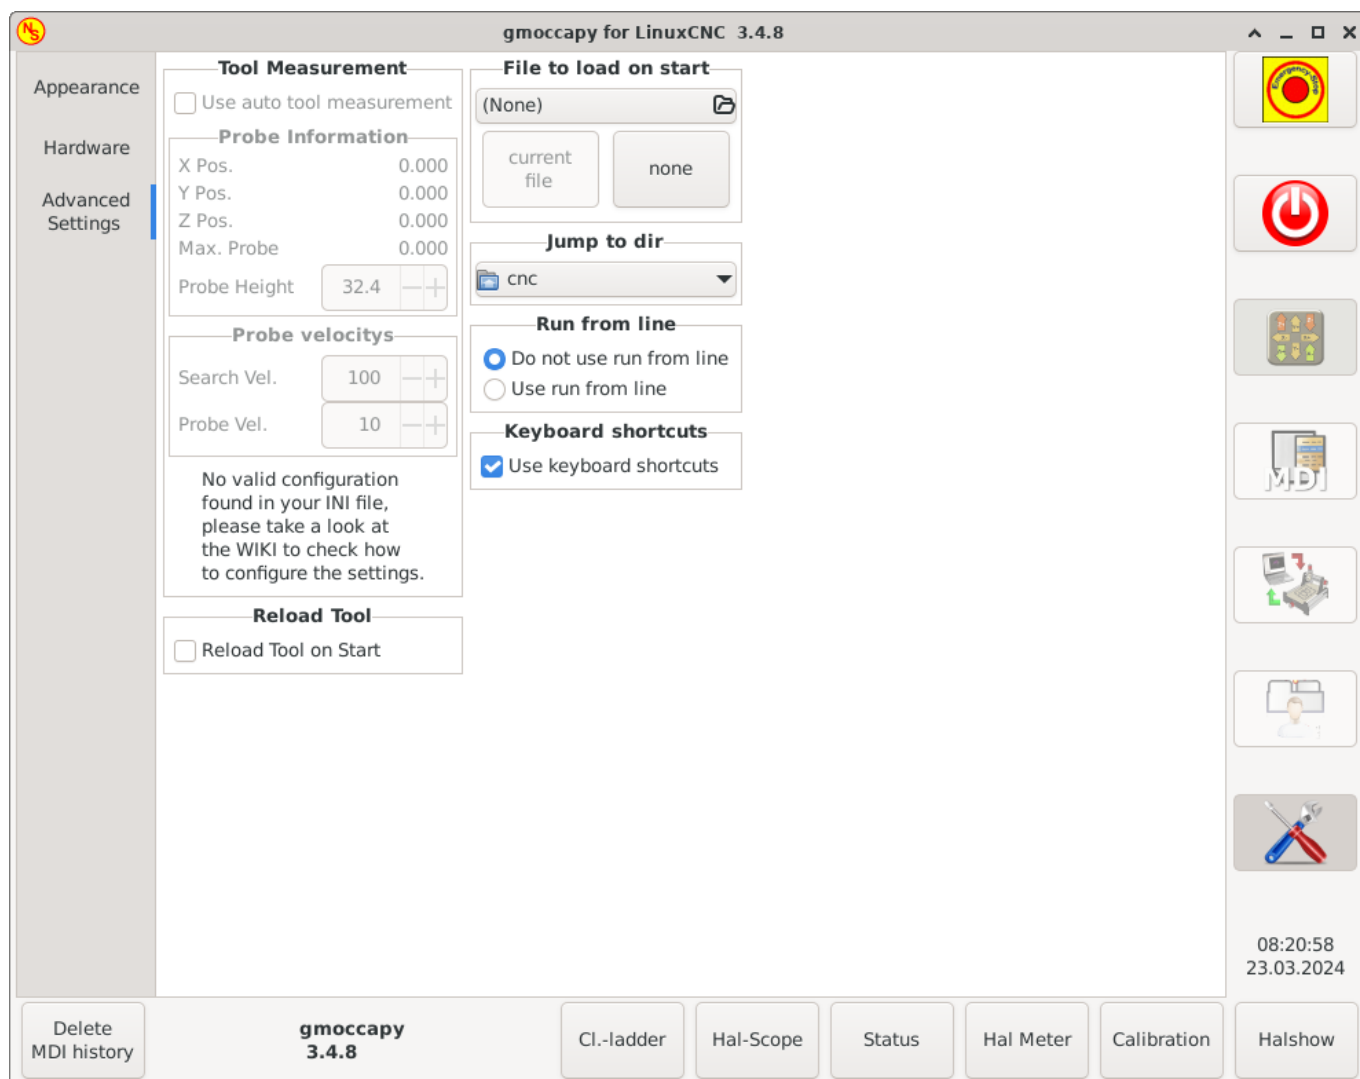 NS
gmoccapy for LinuxCNC 3.4.8
Appearance
Hardware
Advanced
Settings
Tool Measurement
Use auto tool measurement
Probe Information
X Pos. 0.000
Y Pos. 0.000
Z Pos. 0.000
Max. Probe 0.000
Probe Height 32.4
Probe velocitys
Search Vel. 100
Probe Vel. 10
No valid configuration
found in your INI file,
please take a look at
the WIKI to check how
to configure the settings.
Reload Tool
Reload Tool on Start
File to load on start
(None)
current
file
none
Jump to dir
cnc
Run from line
Do not use run from line
Use run from line
Keyboard shortcuts
Use keyboard shortcuts
Emergency-Stop
MDI
08:20:58
23.03.2024
Delete
MDI history
gmoccapy
3.4.8
Cl.-ladder
Hal-Scope
Status
Hal Meter
Calibration
Halshow